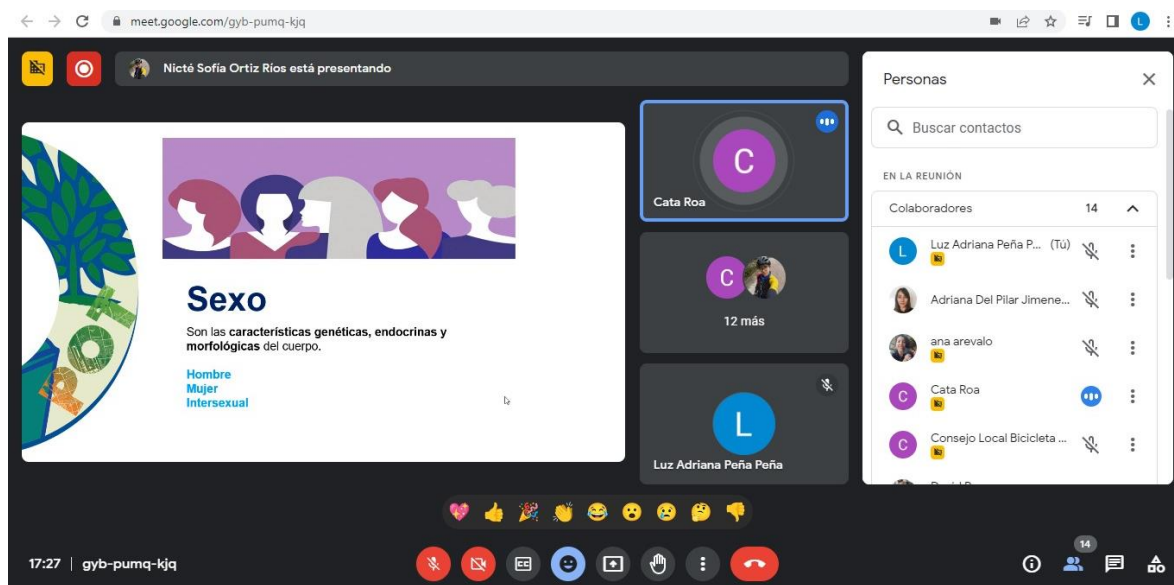 meet.google.com/gyb-pumq-kjq
L
Nicté Sofía Ortiz Ríos está presentando
POT
Sexo
Son las características genéticas, endocrinas y
morfológicas del cuerpo.
Hombre
Mujer
Intersexual
C
Cata Roa
C
12 más
L
Luz Adriana Peña Peña
Personas
Buscar contactos
EN LA REUNIÓN
Colaboradores 14
L Luz Adriana Peña P... (Tú)
Adriana Del Pilar Jimene...
ana arevalo
C Cata Roa
C Consejo Local Bicicleta ...
17:27 | gyb-pumq-kjq
CC
14